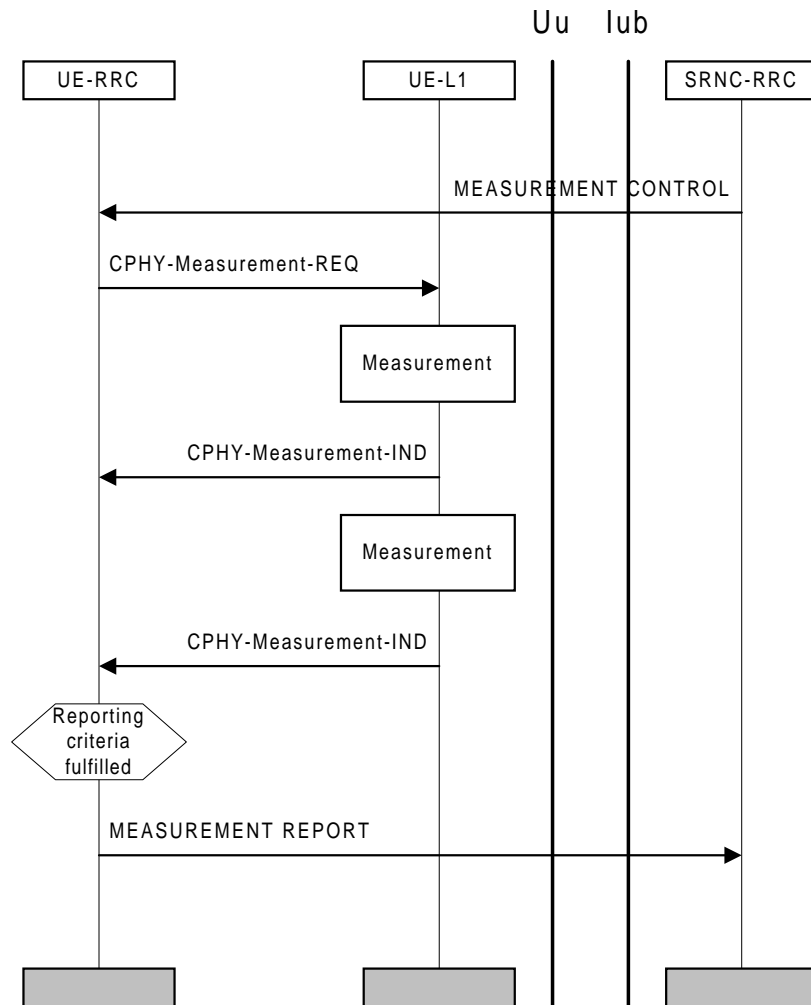 Uu Iub
UE-RRC UE-L1 SRNC-RRC
MEASUREMENT CONTROL
CPHY-Measurement-REQ
Measurement
CPHY-Measurement-IND
Measurement
CPHY-Measurement-IND
Reporting
criteria
fulfilled
MEASUREMENT REPORT